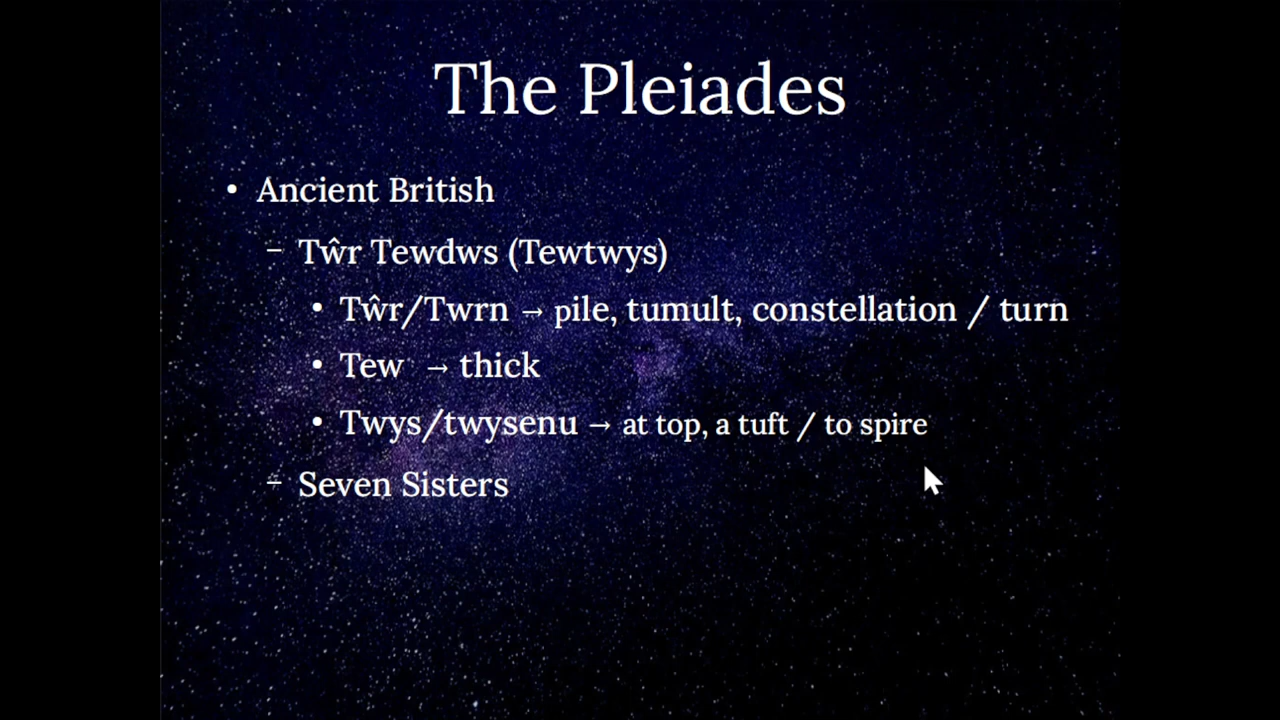 The Pleiades
• Ancient British
– Tŵr Tewdws (Tewtwys)
• Tŵr/Twrn → pile, tumult, constellation / turn
• Tew → thick
• Twys/twysenu → at top, a tuft / to spire
– Seven Sisters